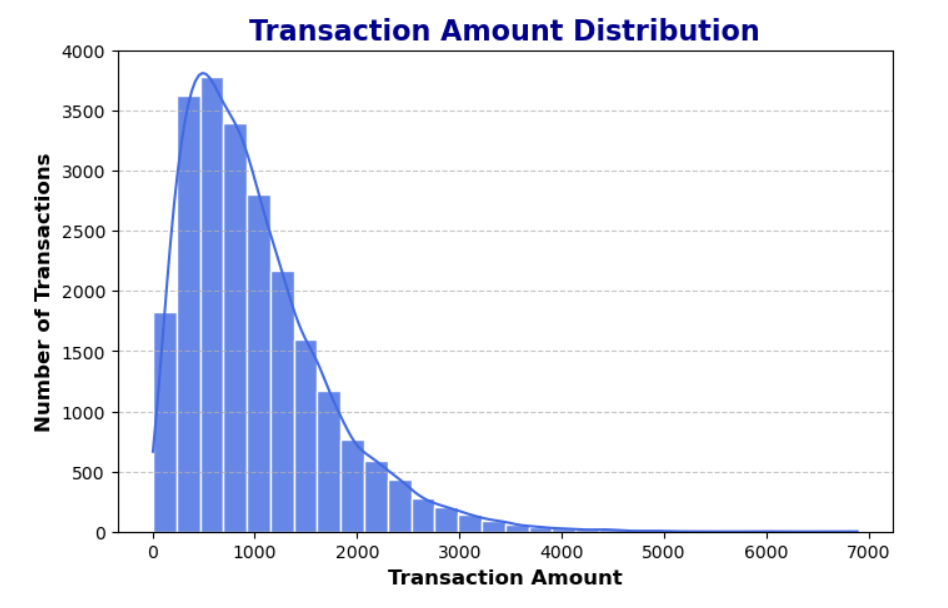 Transaction Amount Distribution
4000
3500
3000
2500
2000
1500
1000
500
0
Number of Transactions
0 1000 2000 3000 4000 5000 6000 7000
Transaction Amount